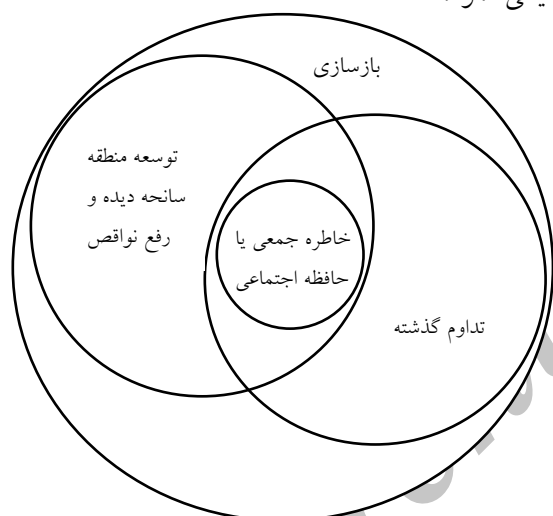 بازسازی
توسعه منطقه
سانحه دیده و
رفع نواقص
خاطره جمعی یا
حافظه اجتماعی
تداوم گذشته